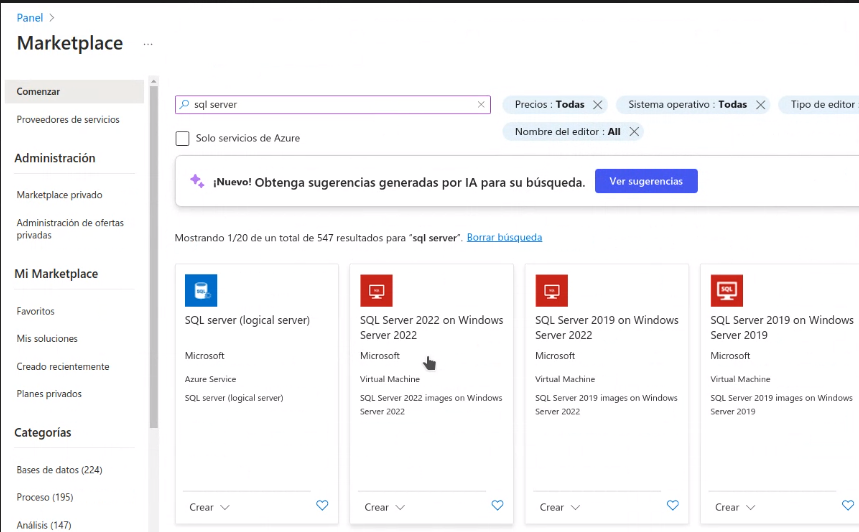 Panel >
Marketplace ...
Comenzar
Proveedores de servicios
Administración
Marketplace privado
Administración de ofertas
privadas
Mi Marketplace
Favoritos
Mis soluciones
Creado recientemente
Planes privados
Categorías
Bases de datos (224)
Proceso (195)
Análisis (147)
sql server
Precios : Todas
Sistema operativo : Todas
Tipo de editor :
Solo servicios de Azure
Nombre del editor : All
¡Nuevo! Obtenga sugerencias generadas por IA para su búsqueda.
Ver sugerencias
Mostrando 1/20 de un total de 547 resultados para “sql server”. Borrar búsqueda
SQL
SQL server (logical server)
Microsoft
Azure Service
SQL server (logical server)
Crear
SQL Server 2022 on Windows
Server 2022
Microsoft
Virtual Machine
SQL Server 2022 images on Windows
Server 2022
Crear
SQL Server 2019 on Windows
Server 2022
Microsoft
Virtual Machine
SQL Server 2019 images on Windows
Server 2022
Crear
SQL
SQL Server 2019 on Windows
Server 2019
Microsoft
Virtual Machine
SQL Server 2019 images on Windows
Server 2019
Crear